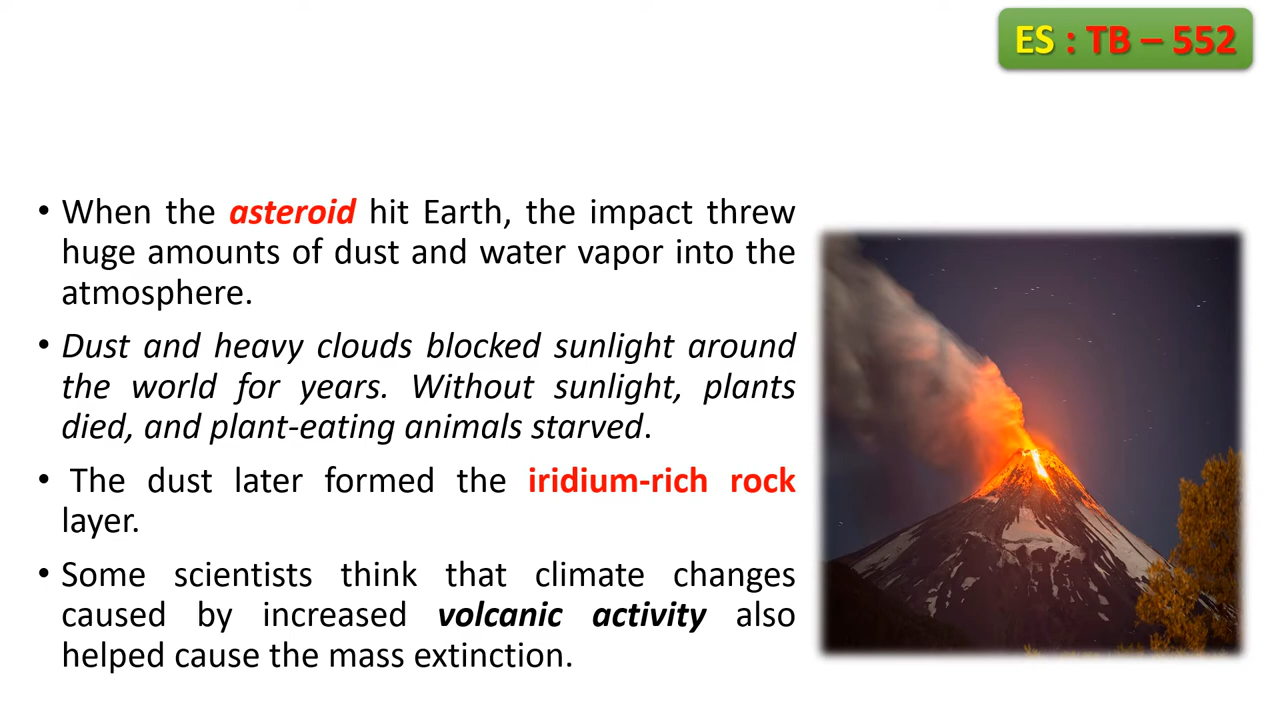 ES : TB – 552
• When the asteroid hit Earth, the impact threw
huge amounts of dust and water vapor into the
atmosphere.
• Dust and heavy clouds blocked sunlight around
the world for years. Without sunlight, plants
died, and plant-eating animals starved.
• The dust later formed the iridium-rich rock
layer.
• Some scientists think that climate changes
caused by increased volcanic activity also
helped cause the mass extinction.